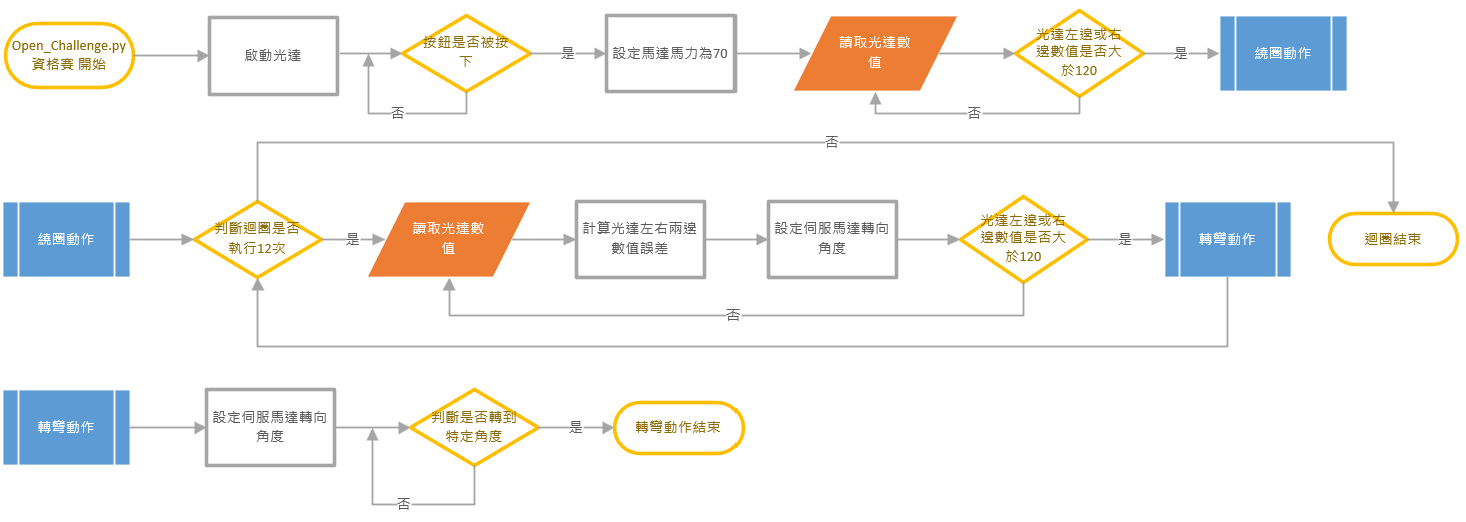 Open_Challenge.py
資格賽 開始
啟動光達
按鈕是否被按
下
是
否
設定馬達馬力為70
讀取光達數
值
光達左邊或右
邊數值是否大
於120
是
否
繞圈動作
否
繞圈動作
判斷迴圈是否
執行12次
是
讀取光達數
值
計算光達左右兩邊
數值誤差
設定伺服馬達轉向
角度
光達左邊或右
邊數值是否大
於120
是
否
轉彎動作
迴圈結束
轉彎動作
設定伺服馬達轉向
角度
判斷是否轉到
特定角度
是
否
轉彎動作結束